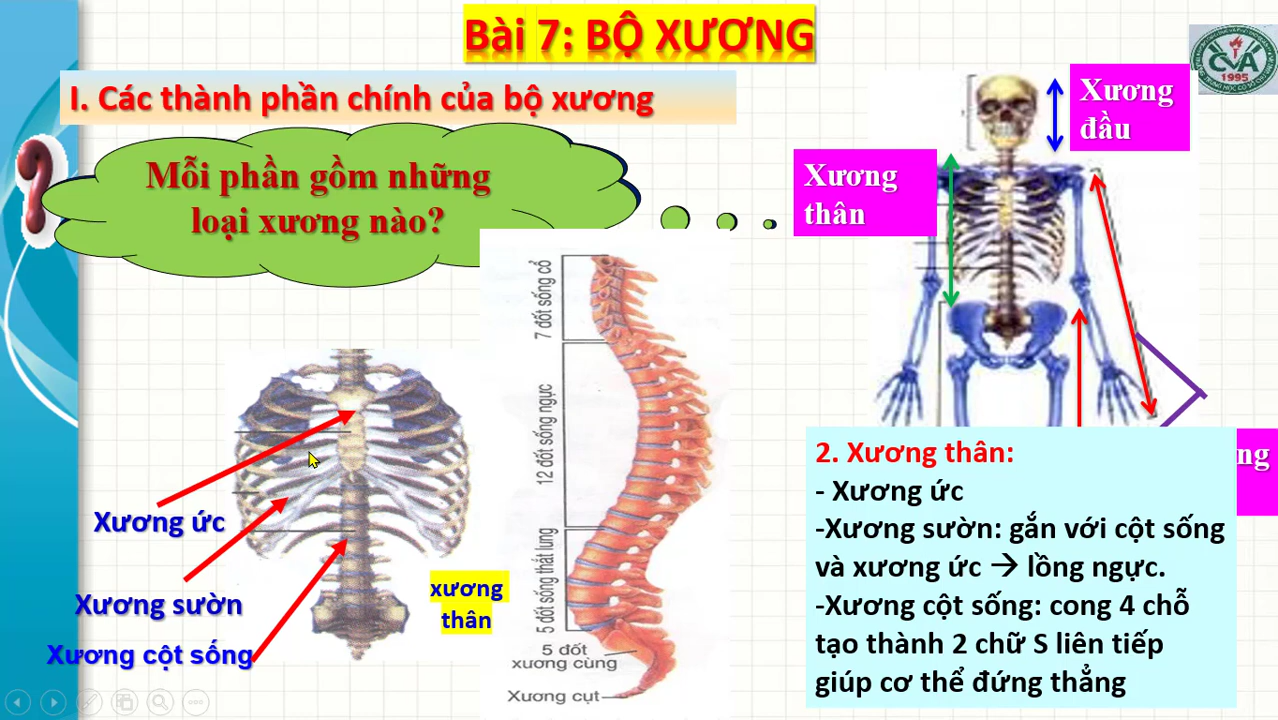 Bài 7: BỘ XƯƠNG
CVA
1995
I. Các thành phần chính của bộ xương
Xương
đầu
Mỗi phần gồm những
loại xương nào?
Xương
thân
7 đốt sống cổ
12 đốt sống ngực
5 đốt sống thắt lưng
5 đốt
xương cùng
Xương cụt
Xương ức
Xương sườn
Xương cột sống
xương
thân
ng
2. Xương thân:
- Xương ức
-Xương sườn: gắn với cột sống
và xương ức → lồng ngực.
-Xương cột sống: cong 4 chỗ
tạo thành 2 chữ S liên tiếp
giúp cơ thể đứng thẳng